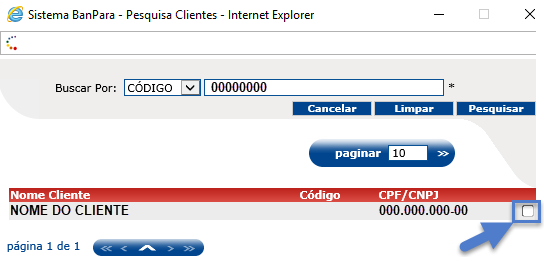 Sistema BanPara - Pesquisa Clientes - Internet Explorer
Buscar Por: CÓDIGO 00000000 *
Cancelar Limpar Pesquisar
paginar 10 >>
Nome Cliente Código CPF/CNPJ
NOME DO CLIENTE 000.000.000-00
página 1 de 1 << < > >>